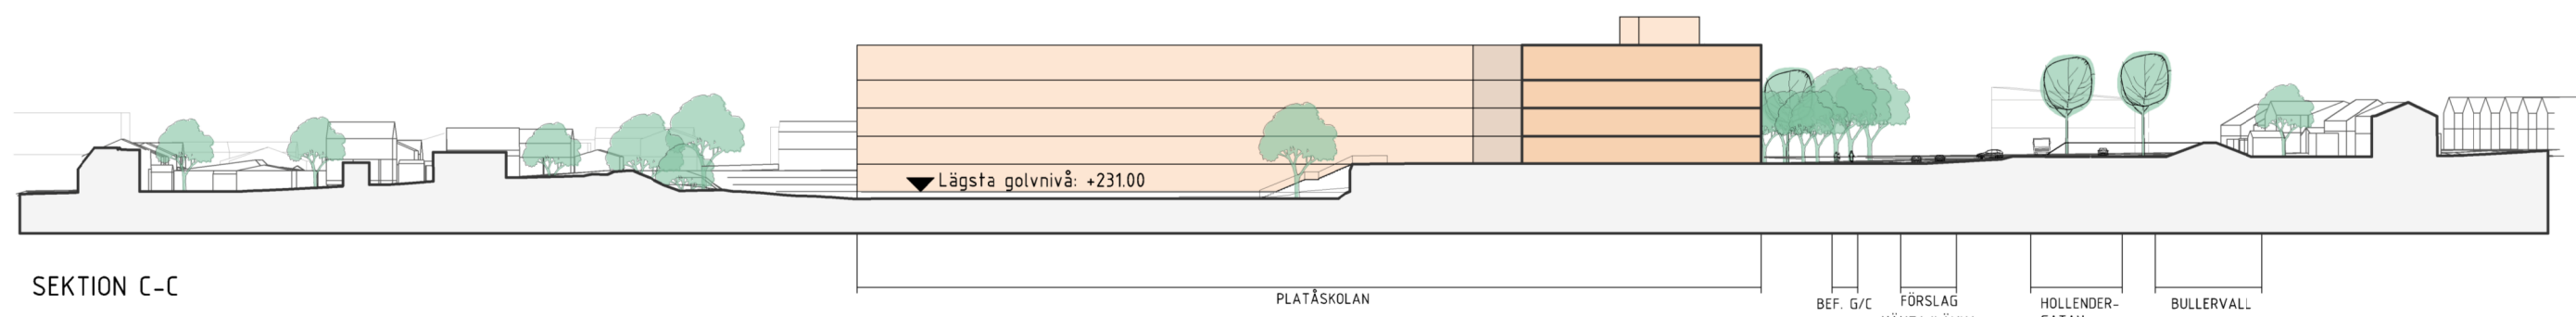 Lägsta golvnivå: +231.00
SEKTION C-C
PLATÅSKOLAN
BEF. G/C
FÖRSLAG
HOLLENDER-
BULLERVALL